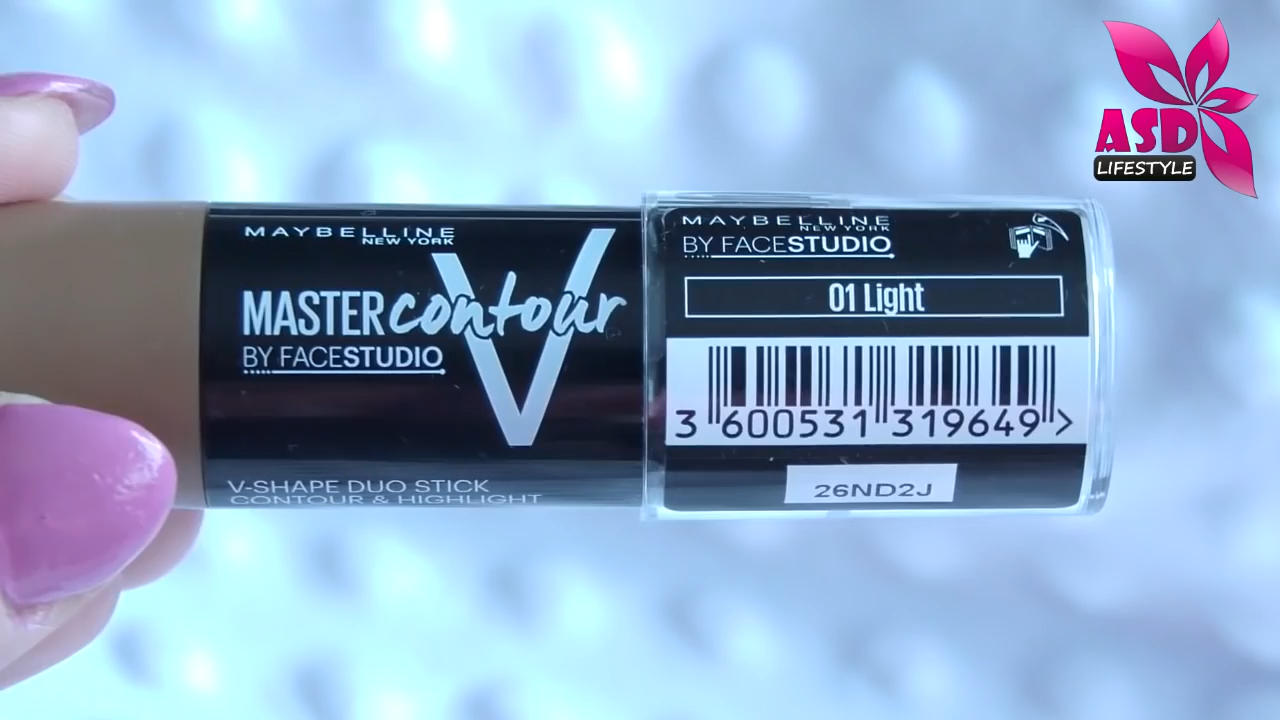 MAYBELLINE
NEW YORK
MASTER contour
V
BY FACESTUDIO
V-SHAPE DUO STICK
CONTOUR & HIGHLIGHT
MAYBELLINE
NEW YORK
BY FACESTUDIO
01 Light
3 600531 319649 >
26ND2J
ASD
LIFESTYLE